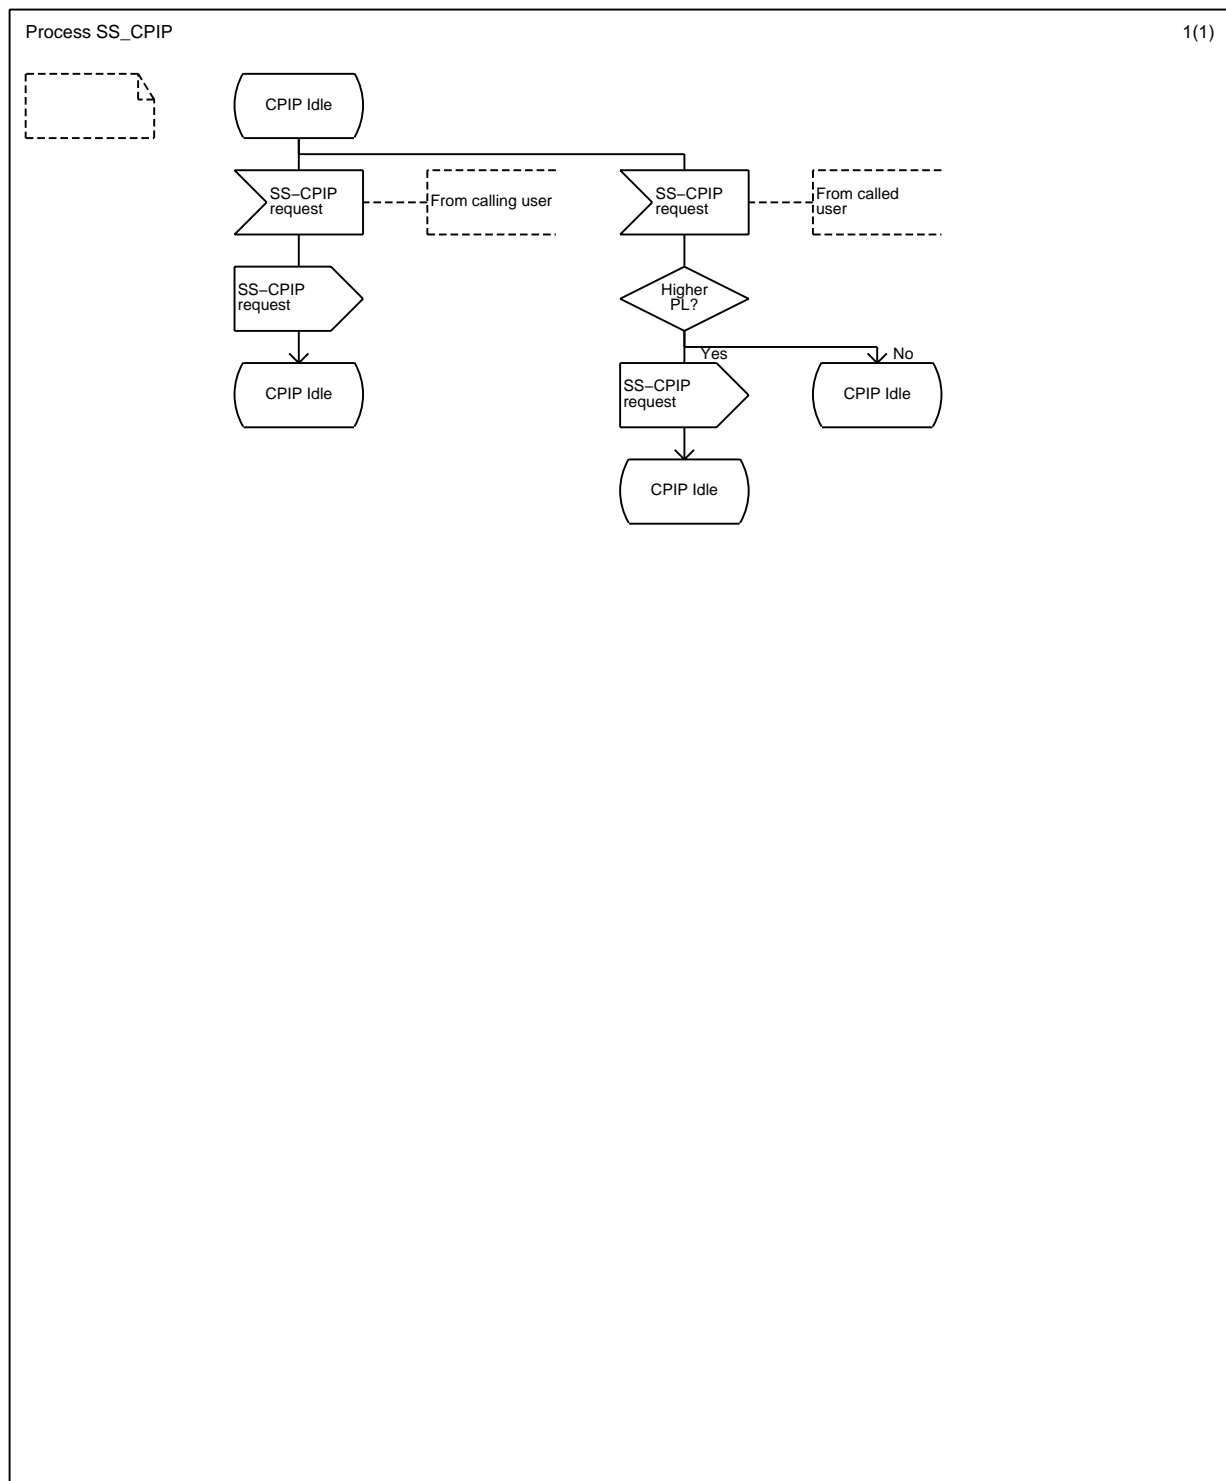 Process SS_CPIP
1(1)
CPIP Idle
SS–CPIP
request
From calling user
SS–CPIP
request
From called
user
SS–CPIP
request
Higher
PL?
Yes
No
CPIP Idle
SS–CPIP
request
CPIP Idle
CPIP Idle